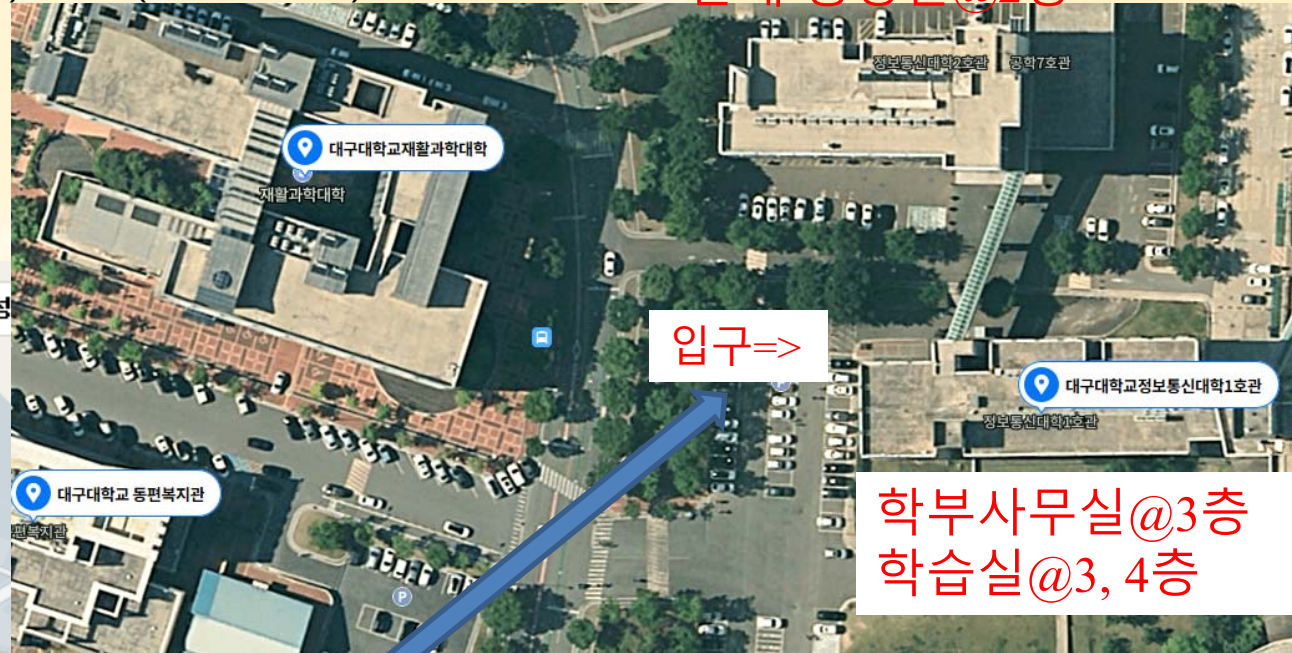 정보통신대학2호관 공학7호관
대구대학교재활과학대학
재활과학대학
입구=>
대구대학교정보통신대학1호관
정보통신대학1호관
대구대학교 동편복지관
편복지관
학부사무실@3층
학습실@3, 4층
P
P